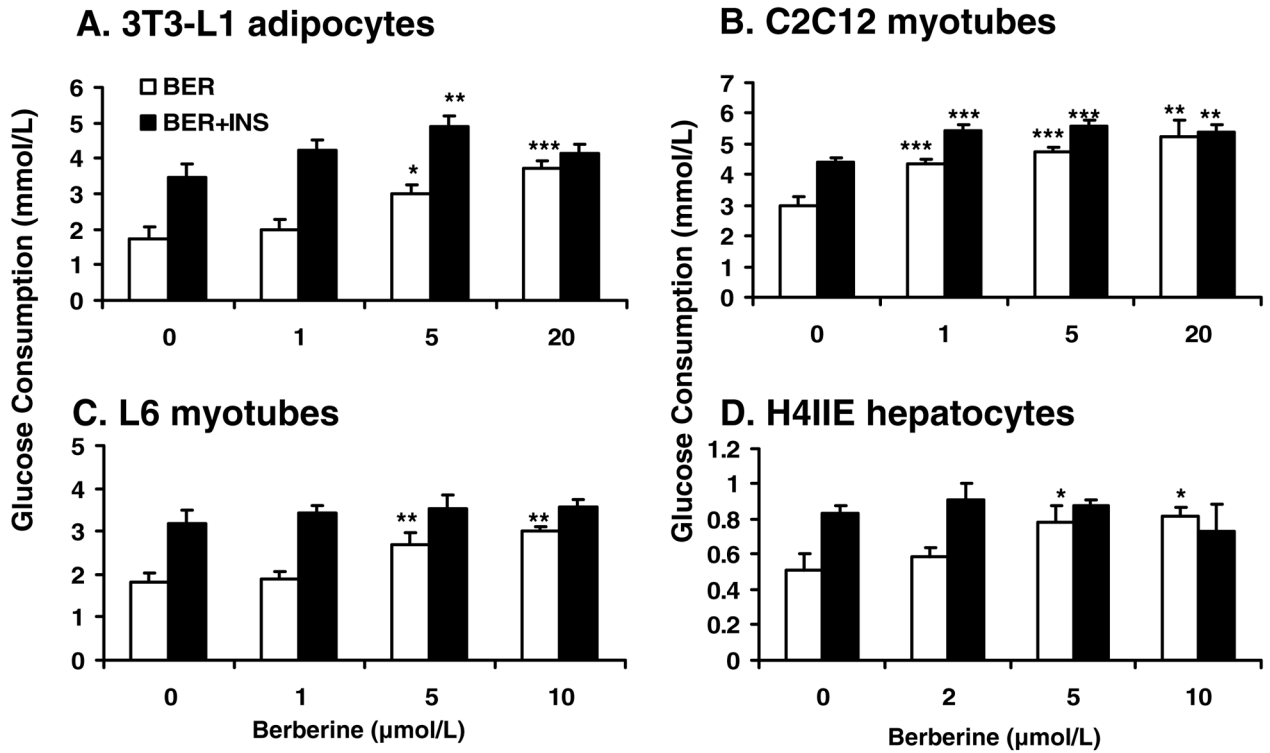 A. 3T3-L1 adipocytes
Glucose Consumption (mmol/L)
BER
BER+INS
6
5
4
3
2
1
0
** 
* 
***
0 1 5 20
B. C2C12 myotubes
Glucose Consumption (mmol/L)
7
6
5
4
3
2
1
0
*** *** *** *** ** **
0 1 5 20
C. L6 myotubes
5
4
3
2
1
0
** **
0 1 5 10
Berberine (µmol/L)
D. H4IIE hepatocytes
1.2
1
0.8
0.6
0.4
0.2
0
* *
0 2 5 10
Berberine (µmol/L)